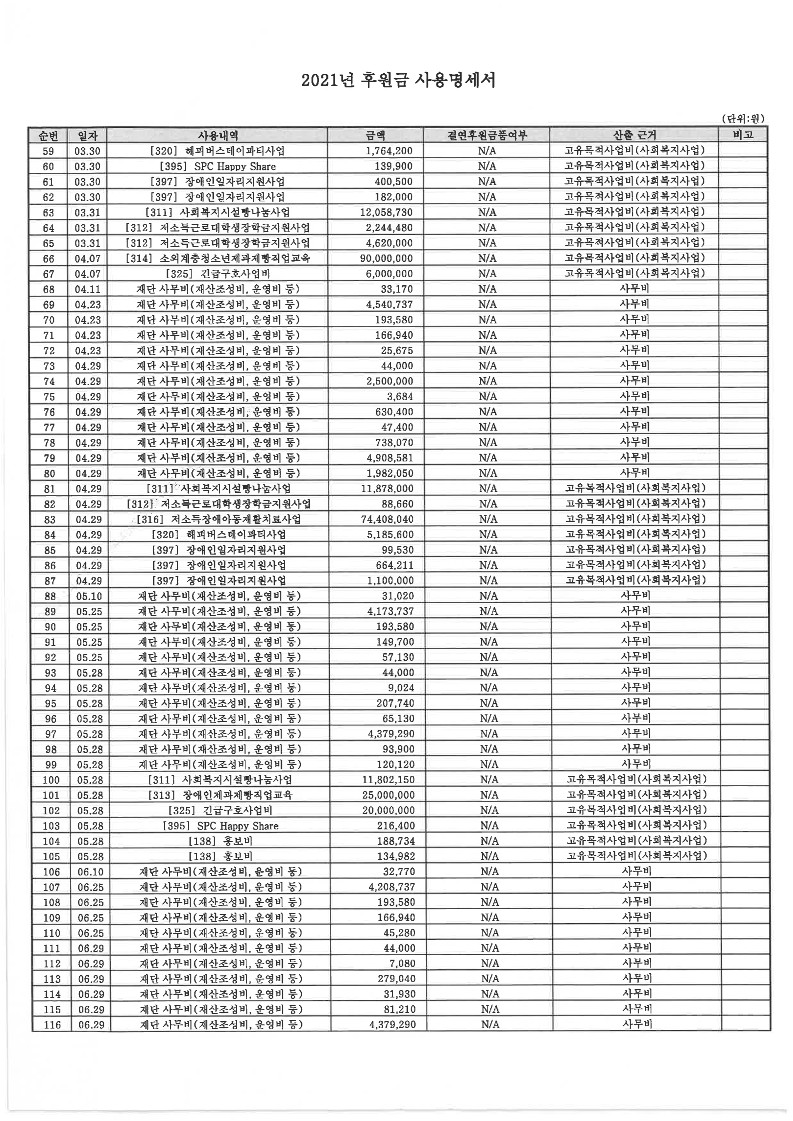 2021년 후원금 사용명세서
(단위:원)
순번 일자 사용내역 금액 결연후원금품여부 산출 근거 비고
59 03.30 [320] 해피버스데이파티사업 1,764,200 N/A 고유목적사업비(사회복지사업)
60 03.30 [395] SPC Happy Share 139,900 N/A 고유목적사업비(사회복지사업)
61 03.30 [397] 장애인일자리지원사업 400,500 N/A 고유목적사업비(사회복지사업)
62 03.30 [397] 장애인일자리지원사업 182,000 N/A 고유목적사업비(사회복지사업)
63 03.31 [311] 사회복지시설빵나눔사업 12,058,730 N/A 고유목적사업비(사회복지사업)
64 03.31 [312] 저소득근로대학생장학금지원사업 2,244,480 N/A 고유목적사업비(사회복지사업)
65 03.31 [312] 저소득근로대학생장학금지원사업 4,620,000 N/A 고유목적사업비(사회복지사업)
66 04.07 [314] 소외계층청소년제과제빵직업교육 90,000,000 N/A 고유목적사업비(사회복지사업)
67 04.07 [325] 긴급구호사업비 6,000,000 N/A 고유목적사업비(사회복지사업)
68 04.11 재단 사무비(재산조성비, 운영비 등) 33,170 N/A 사무비
69 04.23 재단 사무비(재산조성비, 운영비 등) 4,540,737 N/A 사무비
70 04.23 재단 사무비(재산조성비, 운영비 등) 193,580 N/A 사무비
71 04.23 재단 사무비(재산조성비, 운영비 등) 166,940 N/A 사무비
72 04.23 재단 사무비(재산조성비, 운영비 등) 25,675 N/A 사무비
73 04.29 재단 사무비(재산조성비, 운영비 등) 44,000 N/A 사무비
74 04.29 재단 사무비(재산조성비, 운영비 등) 2,500,000 N/A 사무비
75 04.29 재단 사무비(재산조성비, 운영비 등) 3,684 N/A 사무비
76 04.29 재단 사무비(재산조성비, 운영비 등) 630,400 N/A 사무비
77 04.29 재단 사무비(재산조성비, 운영비 등) 47,400 N/A 사무비
78 04.29 재단 사무비(재산조성비, 운영비 등) 738,070 N/A 사무비
79 04.29 재단 사무비(재산조성비, 운영비 등) 4,908,581 N/A 사무비
80 04.29 재단 사무비(재산조성비, 운영비 등) 1,982,050 N/A 사무비
81 04.29 [311] 사회복지시설빵나눔사업 11,878,000 N/A 고유목적사업비(사회복지사업)
82 04.29 [312] 저소득근로대학생장학금지원사업 88,660 N/A 고유목적사업비(사회복지사업)
83 04.29 [316] 저소득장애아동재활치료사업 74,408,040 N/A 고유목적사업비(사회복지사업)
84 04.29 [320] 해피버스데이파티사업 5,185,600 N/A 고유목적사업비(사회복지사업)
85 04.29 [397] 장애인일자리지원사업 99,530 N/A 고유목적사업비(사회복지사업)
86 04.29 [397] 장애인일자리지원사업 664,211 N/A 고유목적사업비(사회복지사업)
87 04.29 [397] 장애인일자리지원사업 1,100,000 N/A 고유목적사업비(사회복지사업)
88 05.10 재단 사무비(재산조성비, 운영비 등) 31,020 N/A 사무비
89 05.25 재단 사무비(재산조성비, 운영비 등) 4,173,737 N/A 사무비
90 05.25 재단 사무비(재산조성비, 운영비 등) 193,580 N/A 사무비
91 05.25 재단 사무비(재산조성비, 운영비 등) 149,700 N/A 사무비
92 05.25 재단 사무비(재산조성비, 운영비 등) 57,130 N/A 사무비
93 05.28 재단 사무비(재산조성비, 운영비 등) 44,000 N/A 사무비
94 05.28 재단 사무비(재산조성비, 운영비 등) 9,024 N/A 사무비
95 05.28 재단 사무비(재산조성비, 운영비 등) 207,740 N/A 사무비
96 05.28 재단 사무비(재산조성비, 운영비 등) 65,130 N/A 사무비
97 05.28 재단 사무비(재산조성비, 운영비 등) 4,379,290 N/A 사무비
98 05.28 재단 사무비(재산조성비, 운영비 등) 93,900 N/A 사무비
99 05.28 재단 사무비(재산조성비, 운영비 등) 120,120 N/A 사무비
100 05.28 [311] 사회복지시설빵나눔사업 11,802,150 N/A 고유목적사업비(사회복지사업)
101 05.28 [313] 장애인제과제빵직업교육 25,000,000 N/A 고유목적사업비(사회복지사업)
102 05.28 [325] 긴급구호사업비 20,000,000 N/A 고유목적사업비(사회복지사업)
103 05.28 [395] SPC Happy Share 216,400 N/A 고유목적사업비(사회복지사업)
104 05.28 [138] 홍보비 188,734 N/A 고유목적사업비(사회복지사업)
105 05.28 [138] 홍보비 134,982 N/A 고유목적사업비(사회복지사업)
106 06.10 재단 사무비(재산조성비, 운영비 등) 32,770 N/A 사무비
107 06.25 재단 사무비(재산조성비, 운영비 등) 4,208,737 N/A 사무비
108 06.25 재단 사무비(재산조성비, 운영비 등) 193,580 N/A 사무비
109 06.25 재단 사무비(재산조성비, 운영비 등) 166,940 N/A 사무비
110 06.25 재단 사무비(재산조성비, 운영비 등) 45,280 N/A 사무비
111 06.29 재단 사무비(재산조성비, 운영비 등) 44,000 N/A 사무비
112 06.29 재단 사무비(재산조성비, 운영비 등) 7,080 N/A 사무비
113 06.29 재단 사무비(재산조성비, 운영비 등) 279,040 N/A 사무비
114 06.29 재단 사무비(재산조성비, 운영비 등) 31,930 N/A 사무비
115 06.29 재단 사무비(재산조성비, 운영비 등) 81,210 N/A 사무비
116 06.29 재단 사무비(재산조성비, 운영비 등) 4,379,290 N/A 사무비